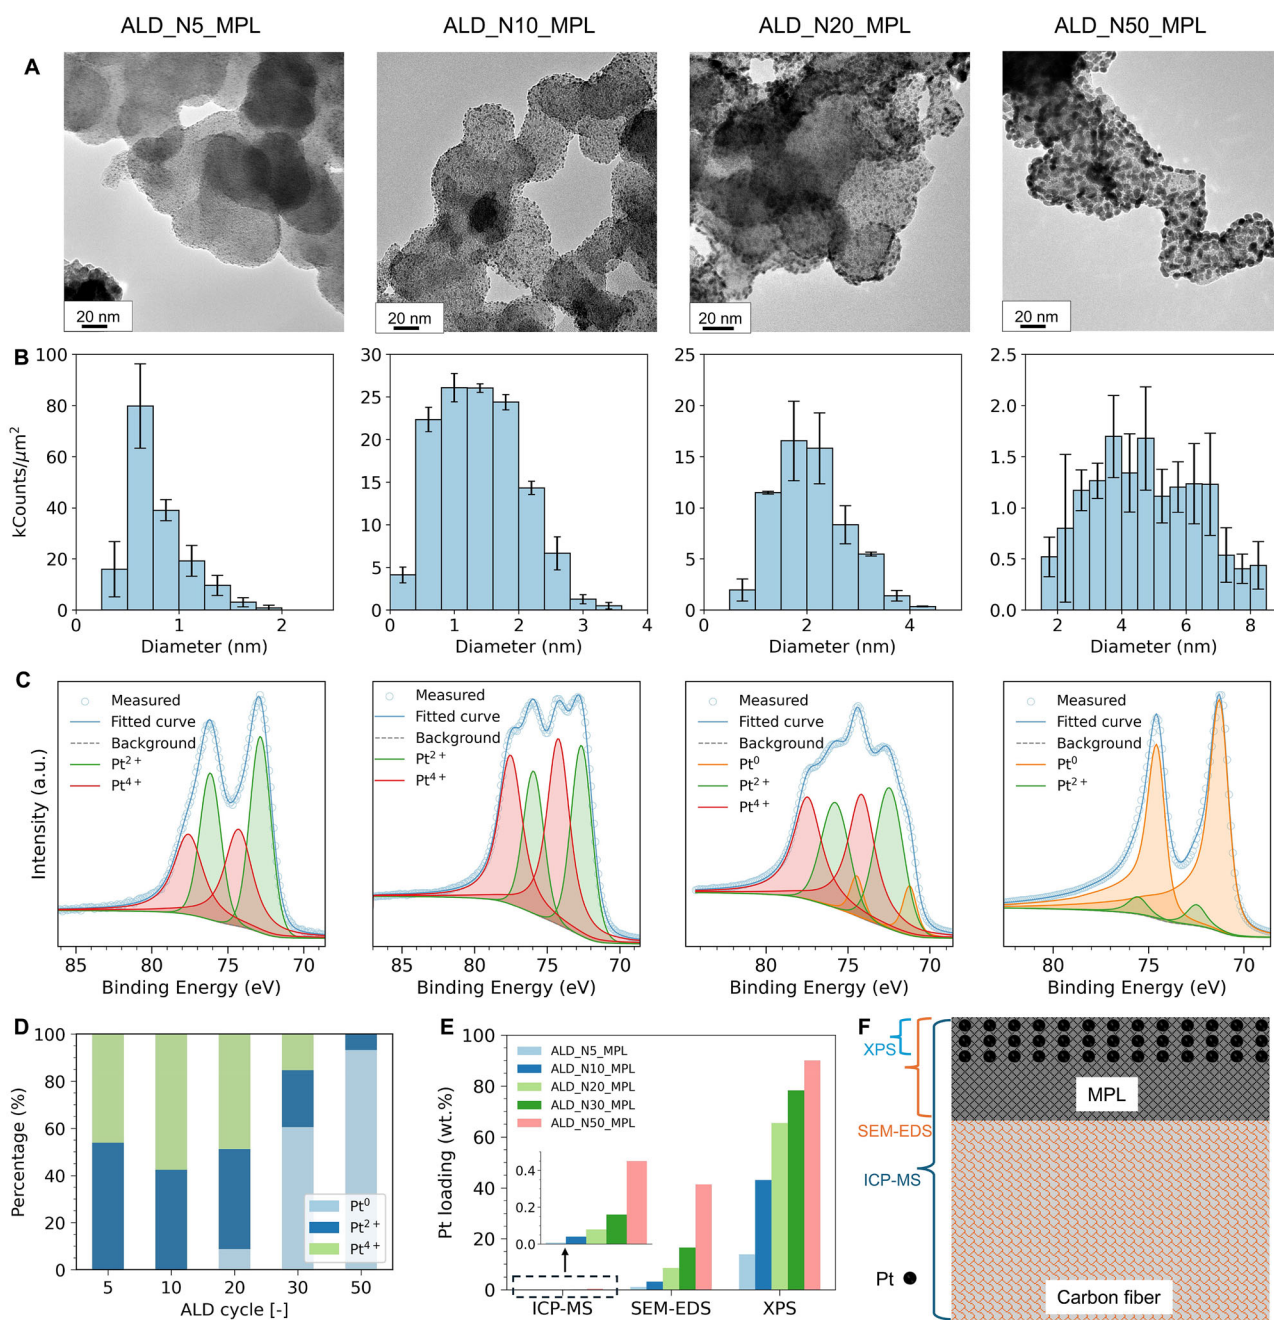 ALD_N5_MPL ALD_N10_MPL ALD_N20_MPL ALD_N50_MPL
A
20 nm 20 nm 20 nm 20 nm
B
kCounts/μm²
100 80 60 40 20 0
0 1 2
Diameter (nm)
30 25 20 15 10 5 0
0 1 2 3 4
Diameter (nm)
25 20 15 10 5 0
0 2 4
Diameter (nm)
2.5 2.0 1.5 1.0 0.5 0.0
2 4 6 8
Diameter (nm)
C
Intensity (a.u.)
Measured
Fitted curve
Background
Pt²⁺
Pt⁴⁺
85 80 75 70
Binding Energy (eV)
Measured
Fitted curve
Background
Pt²⁺
Pt⁴⁺
85 80 75 70
Binding Energy (eV)
Measured
Fitted curve
Background
Pt⁰
Pt²⁺
Pt⁴⁺
80 75 70
Binding Energy (eV)
Measured
Fitted curve
Background
Pt⁰
Pt²⁺
80 75 70
Binding Energy (eV)
D
Percentage (%)
100 80 60 40 20 0
Pt⁰
Pt²⁺
Pt⁴⁺
5 10 20 30 50
ALD cycle [-]
E
Pt loading (wt.%)
100 80 60 40 20 0
ALD_N5_MPL
ALD_N10_MPL
ALD_N20_MPL
ALD_N30_MPL
ALD_N50_MPL
0.4 0.2 0.0
ICP-MS SEM-EDS XPS
F
XPS
MPL
SEM-EDS
ICP-MS
Pt
Carbon fiber